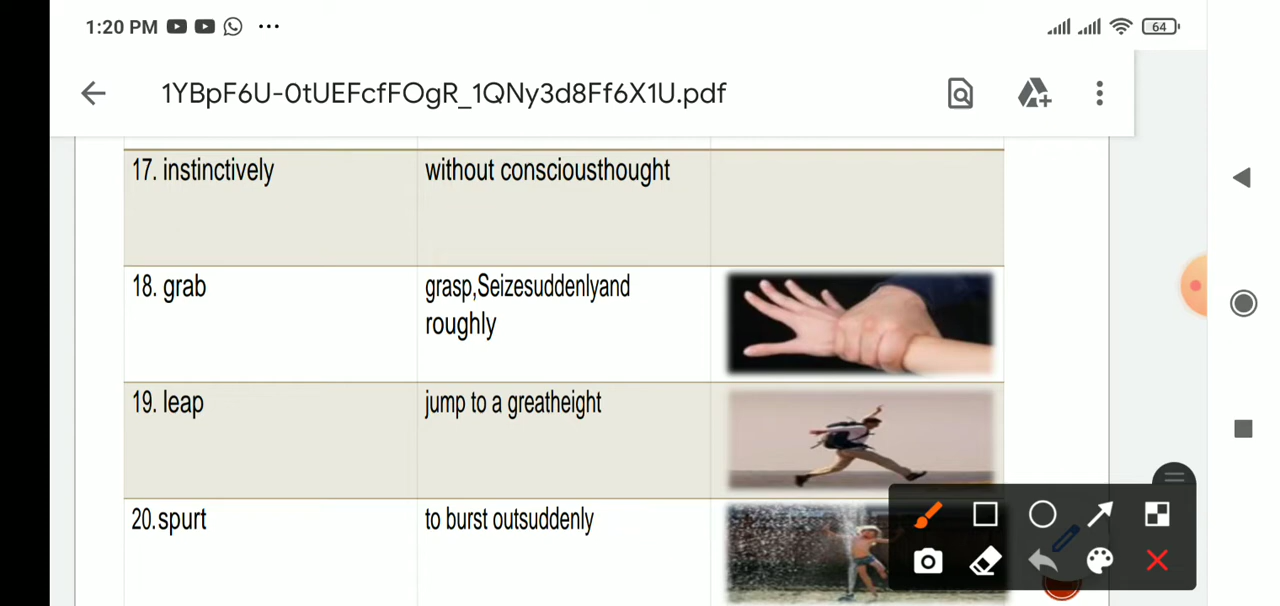 1:20 PM
64
1YBpF6U-0tUEFcfFOgR_1QNy3d8Ff6X1U.pdf
17. instinctively without consciousthought
18. grab grasp,Seizesuddenlyand
roughly
19. leap jump to a greatheight
20.spurt to burst outsuddenly